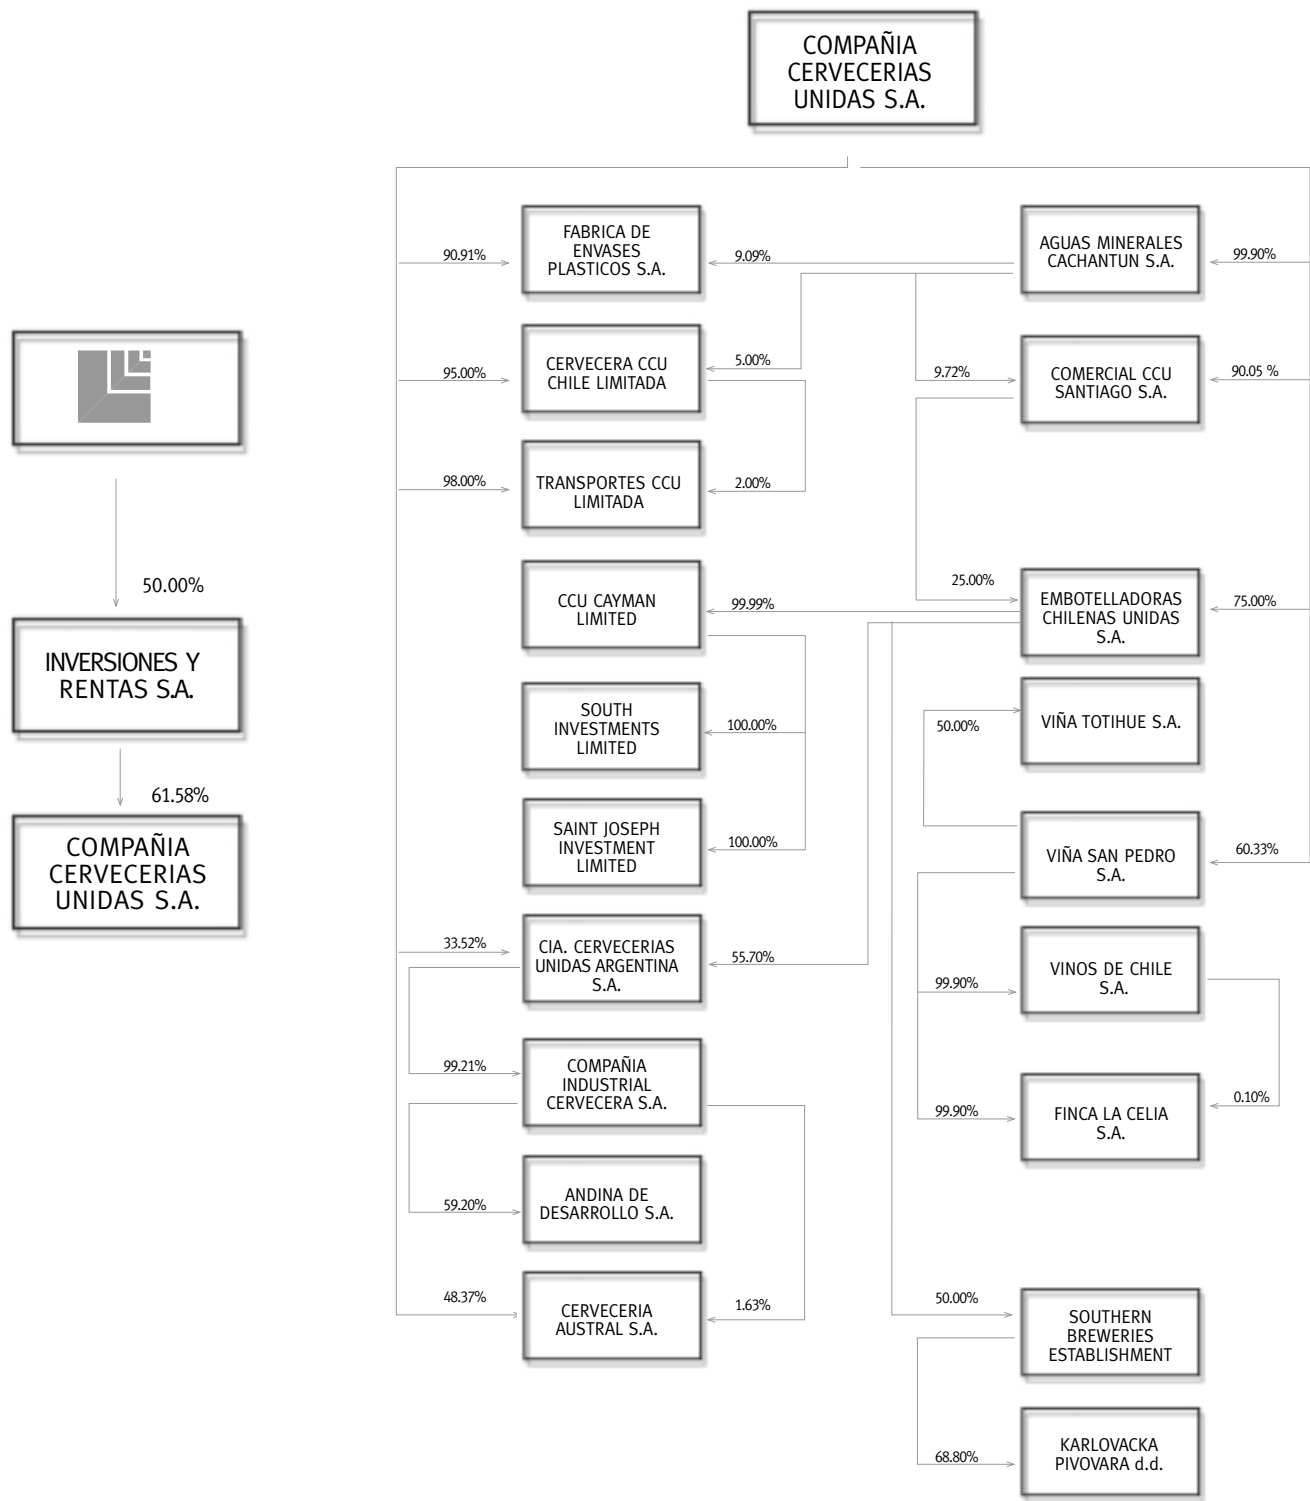 COMPAÑIA
CERVECERIAS
UNIDAS S.A.
50.00%
INVERSIONES Y
RENTAS S.A.
61.58%
COMPAÑIA
CERVECERIAS
UNIDAS S.A.
90.91%
FABRICA DE
ENVASES
PLASTICOS S.A.
9.09%
AGUAS MINERALES
CACHANTUN S.A.
99.90%
95.00%
CERVECERA CCU
CHILE LIMITADA
5.00%
9.72%
COMERCIAL CCU
SANTIAGO S.A.
90.05 %
98.00%
TRANSPORTES CCU
LIMITADA
2.00%
CCU CAYMAN
LIMITED
99.99%
25.00%
EMBOTELLADORAS
CHILENAS UNIDAS
S.A.
75.00%
SOUTH
INVESTMENTS
LIMITED
100.00%
50.00%
VIÑA TOTIHUE S.A.
SAINT JOSEPH
INVESTMENT
LIMITED
100.00%
VIÑA SAN PEDRO
S.A.
60.33%
33.52%
CIA. CERVECERIAS
UNIDAS ARGENTINA
S.A.
55.70%
99.90%
VINOS DE CHILE
S.A.
99.21%
COMPAÑIA
INDUSTRIAL
CERVECERA S.A.
99.90%
FINCA LA CELIA
S.A.
0.10%
59.20%
ANDINA DE
DESARROLLO S.A.
48.37%
CERVECERIA
AUSTRAL S.A.
1.63%
50.00%
SOUTHERN
BREWERIES
ESTABLISHMENT
68.80%
KARLOVACKA
PIVOVARA d.d.